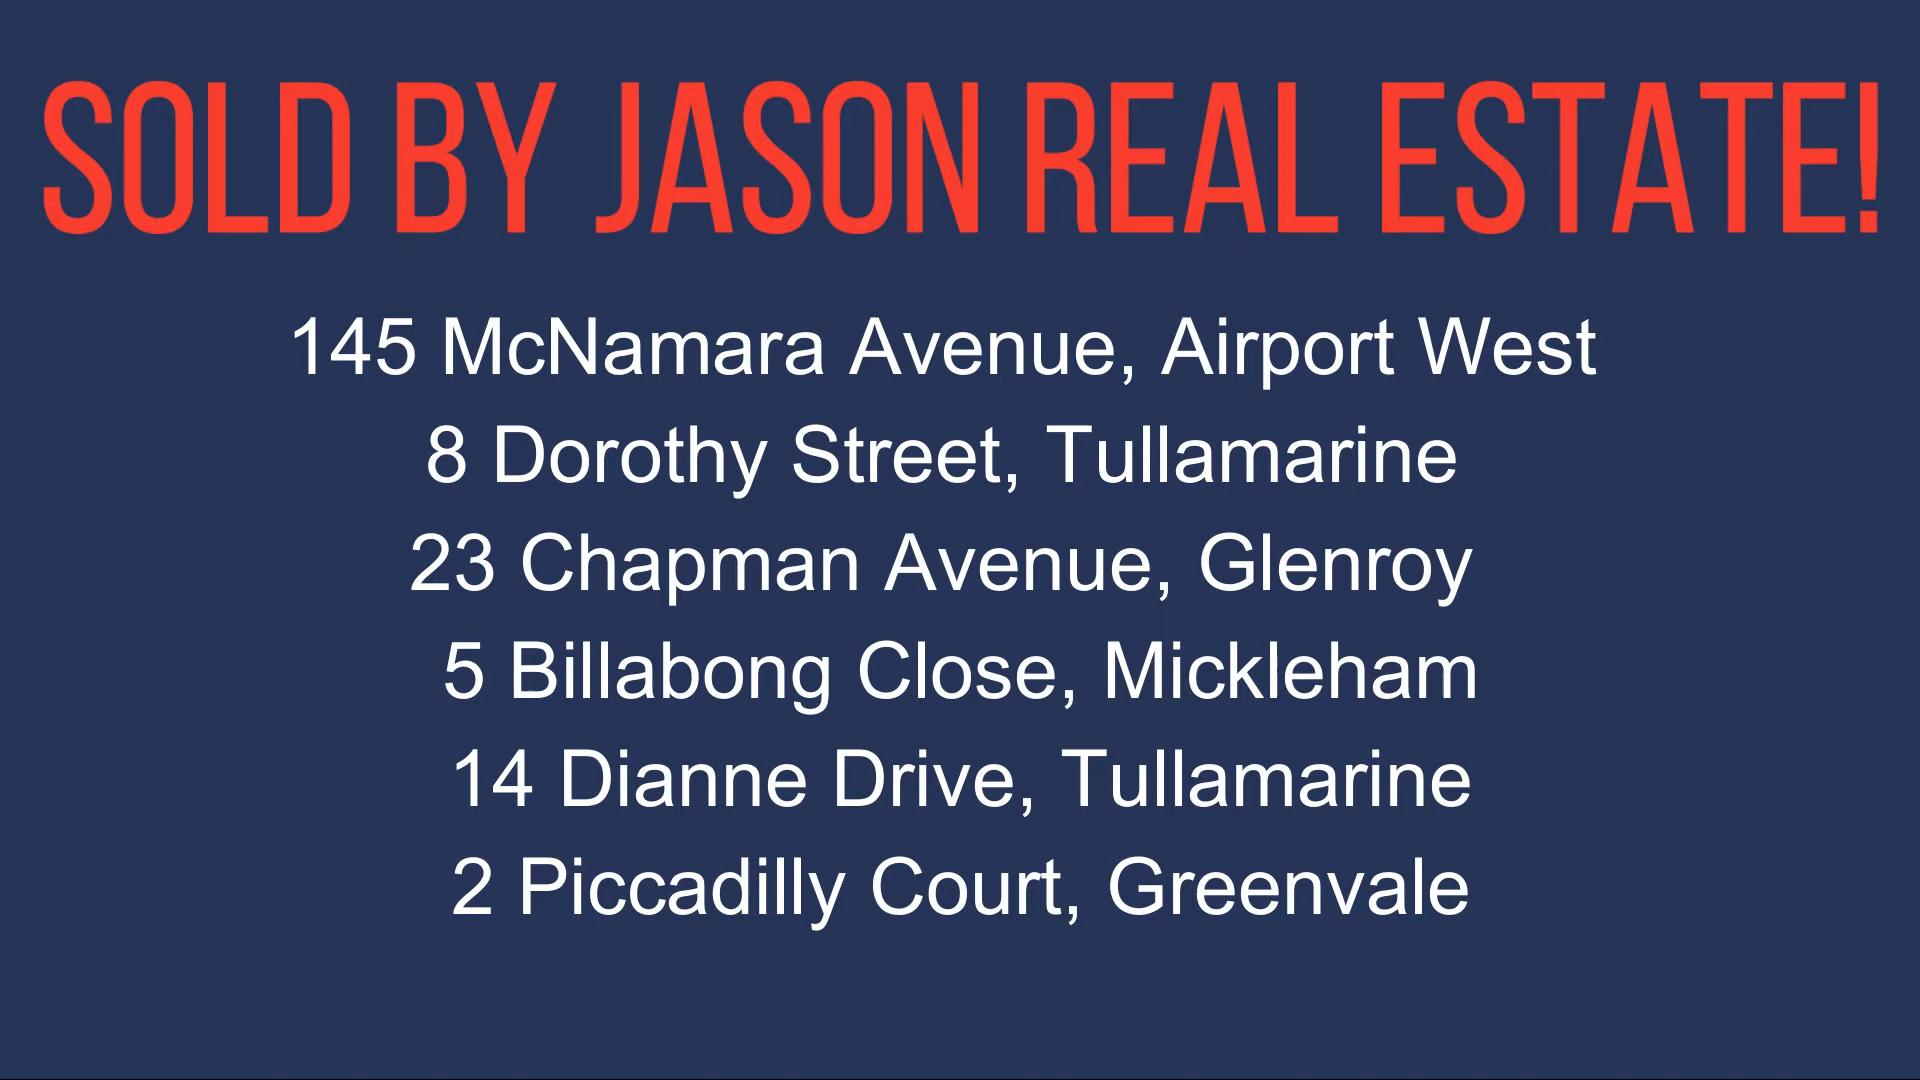 SOLD BY JASON REAL ESTATE!
145 McNamara Avenue, Airport West
8 Dorothy Street, Tullamarine
23 Chapman Avenue, Glenroy
5 Billabong Close, Mickleham
14 Dianne Drive, Tullamarine
2 Piccadilly Court, Greenvale